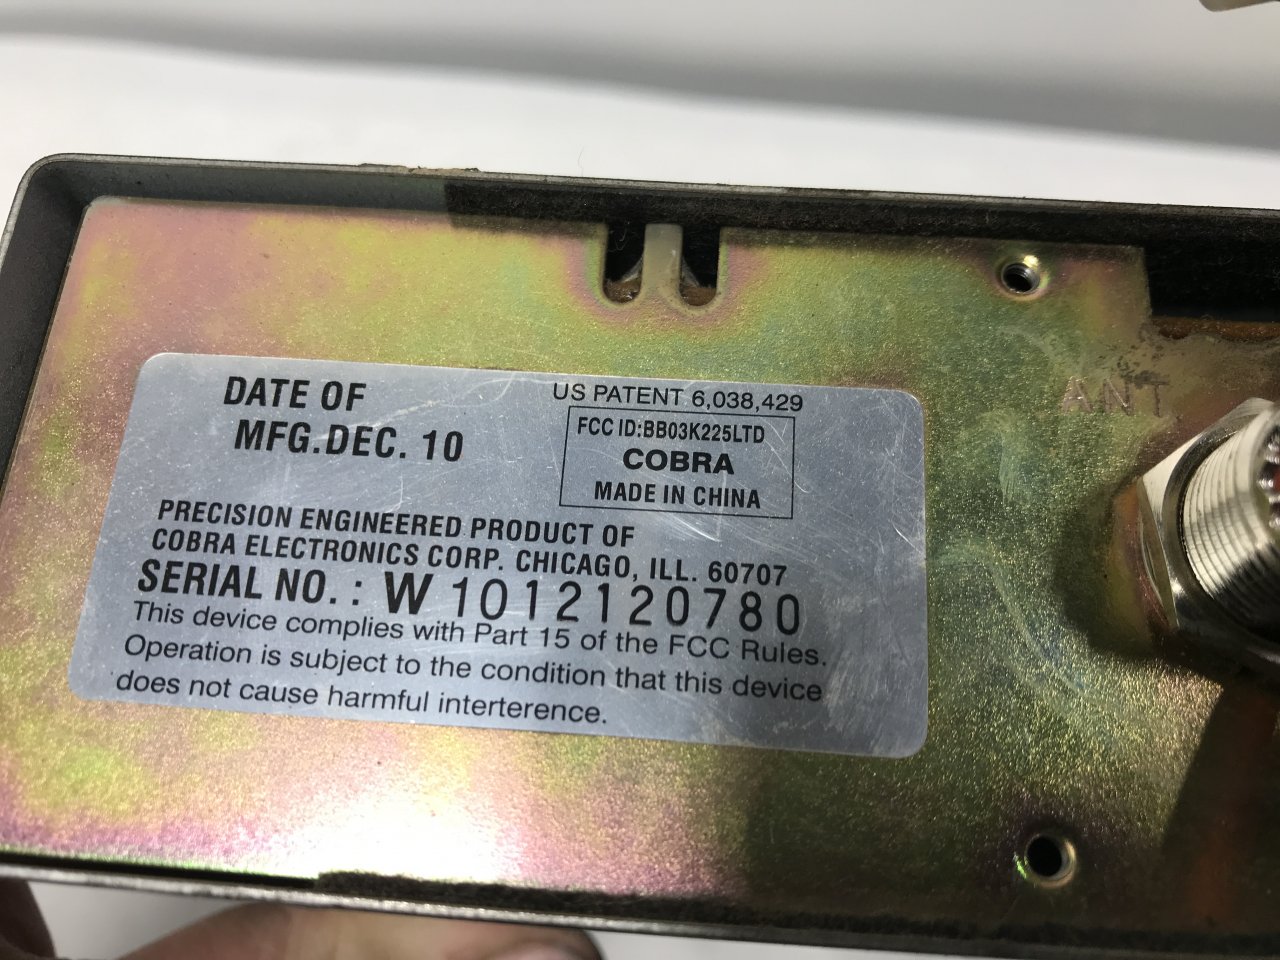 DATE OF
MFG.DEC. 10
US PATENT 6,038,429
FCC ID:BB03K225LTD
COBRA
MADE IN CHINA
PRECISION ENGINEERED PRODUCT OF
COBRA ELECTRONICS CORP. CHICAGO, ILL. 60707
SERIAL NO. : W 1012120780
This device complies with Part 15 of the FCC Rules.
Operation is subject to the condition that this device
does not cause harmful interterence.
ANT